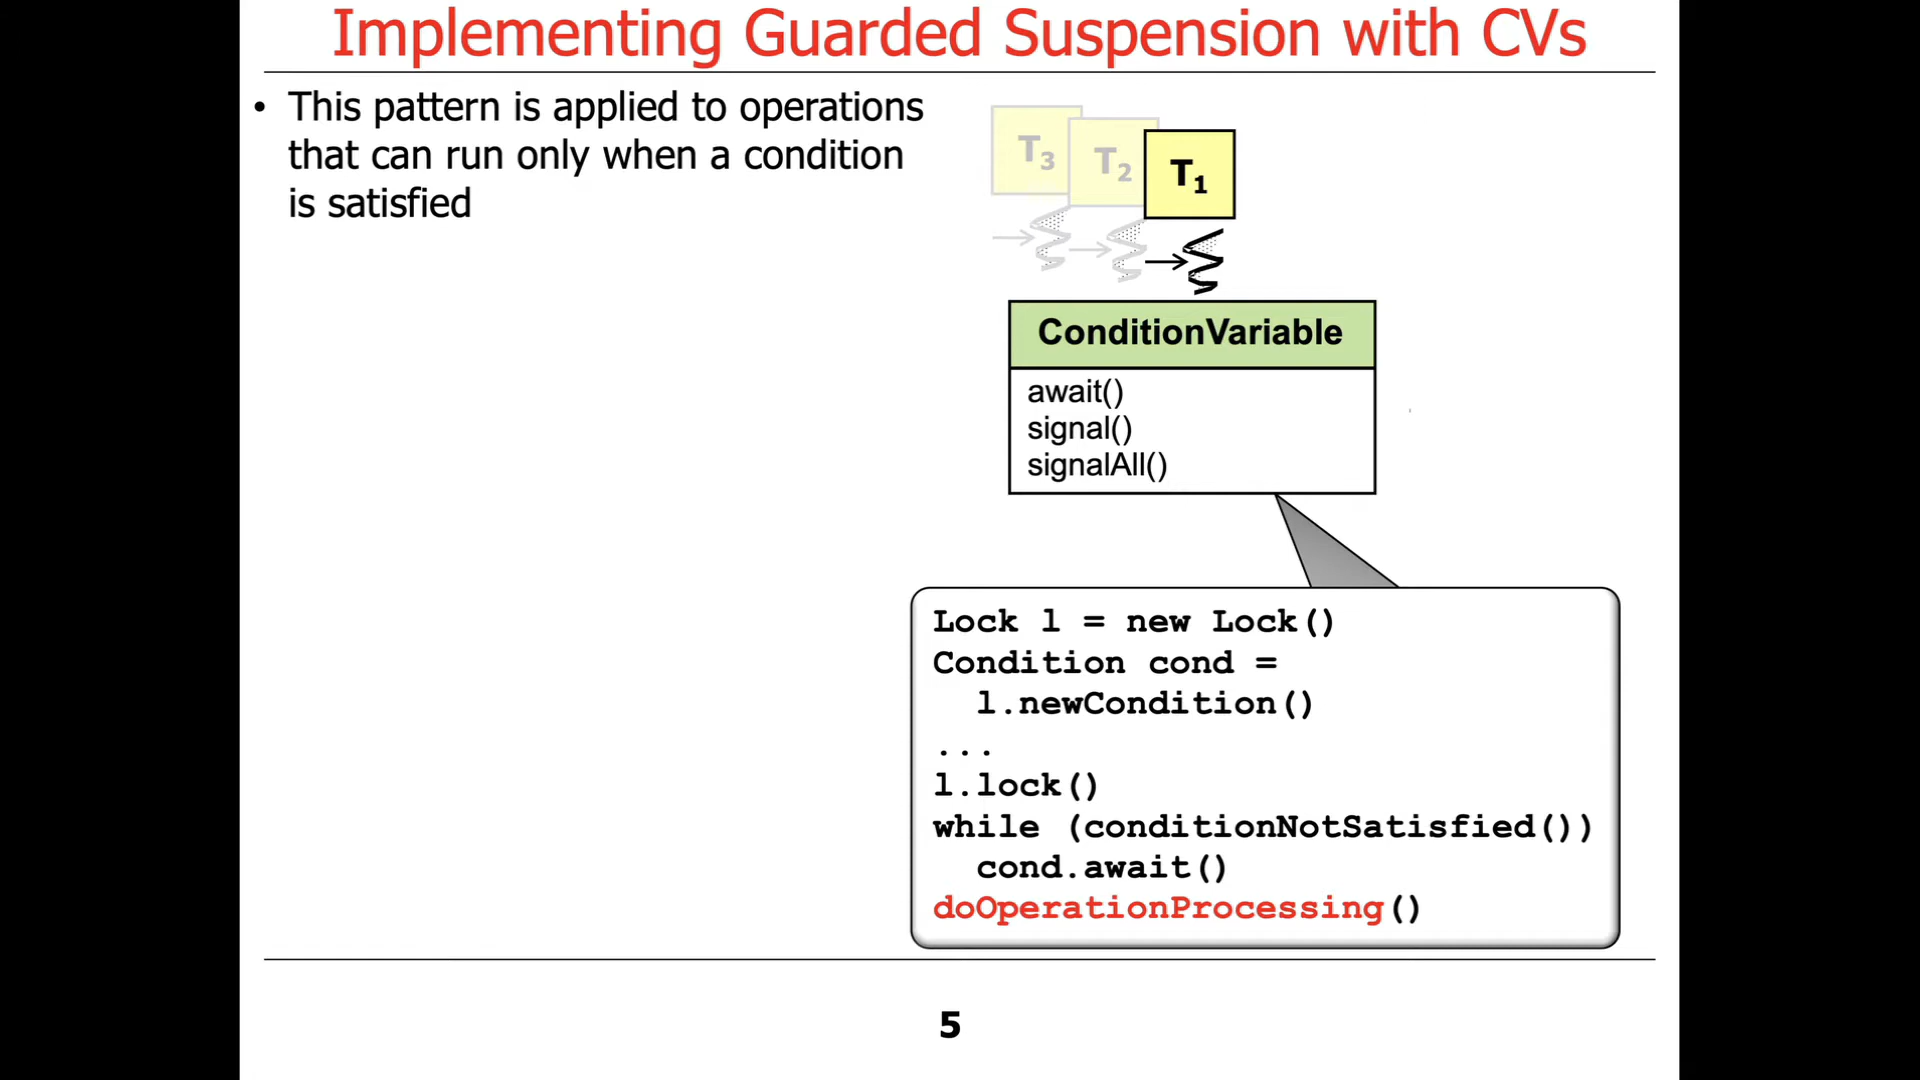 Implementing Guarded Suspension with CVs
• This pattern is applied to operations
that can run only when a condition
is satisfied
T3
T2
T1
ConditionVariable
await()
signal()
signalAll()
Lock l = new Lock()
Condition cond =
l.newCondition()
...
l.lock()
while (conditionNotSatisfied())
cond.await()
doOperationProcessing()
5